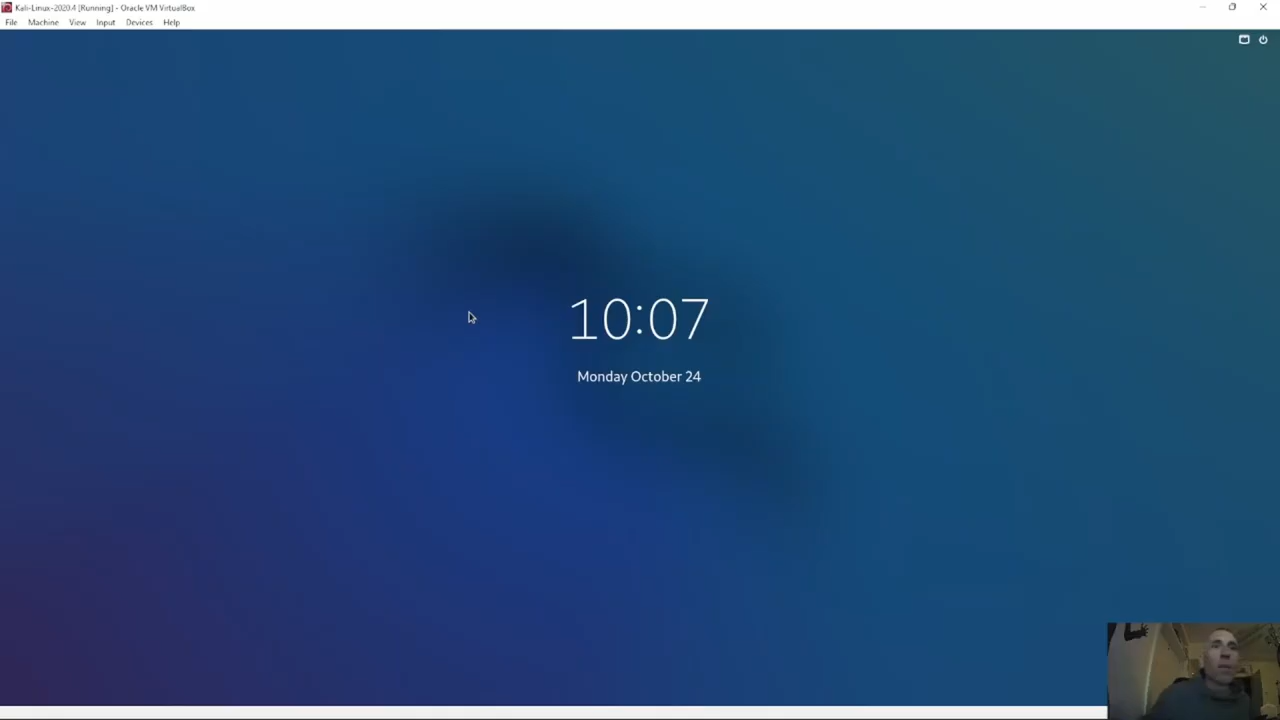 Kali-Linux-2020.4 [Running] - Oracle VM VirtualBox
File Machine View Input Devices Help
10:07
Monday October 24